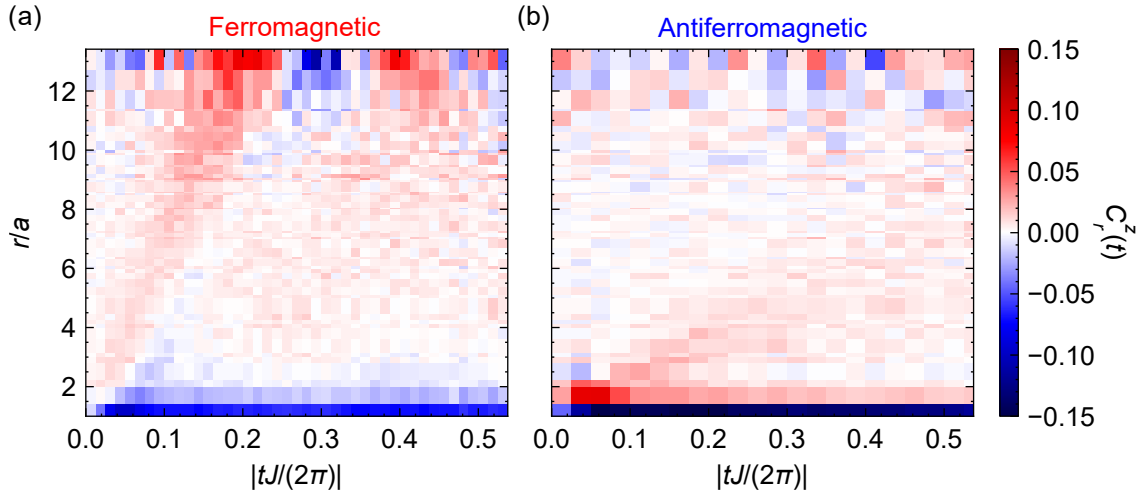 (a)
Ferromagnetic
(b)
Antiferromagnetic
12
10
8
6
4
2
r/a
0.0 0.1 0.2 0.3 0.4 0.5
|tJ/(2π)|
0.0 0.1 0.2 0.3 0.4 0.5
|tJ/(2π)|
0.15
0.10
0.05
0.00
−0.05
−0.10
−0.15
C_r^z(t)